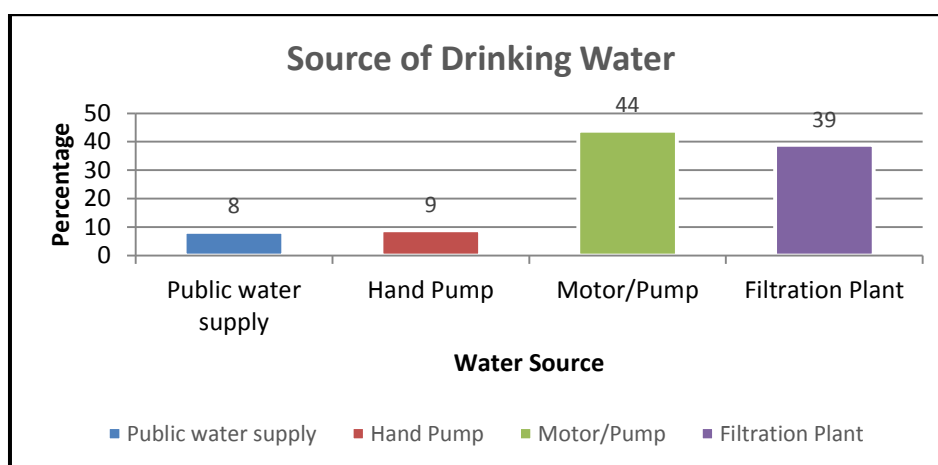 Source of Drinking Water
Percentage
50
40
30
20
10
0
8
9
44
39
Public water
supply
Hand Pump
Motor/Pump
Filtration Plant
Water Source
Public water supply Hand Pump Motor/Pump Filtration Plant